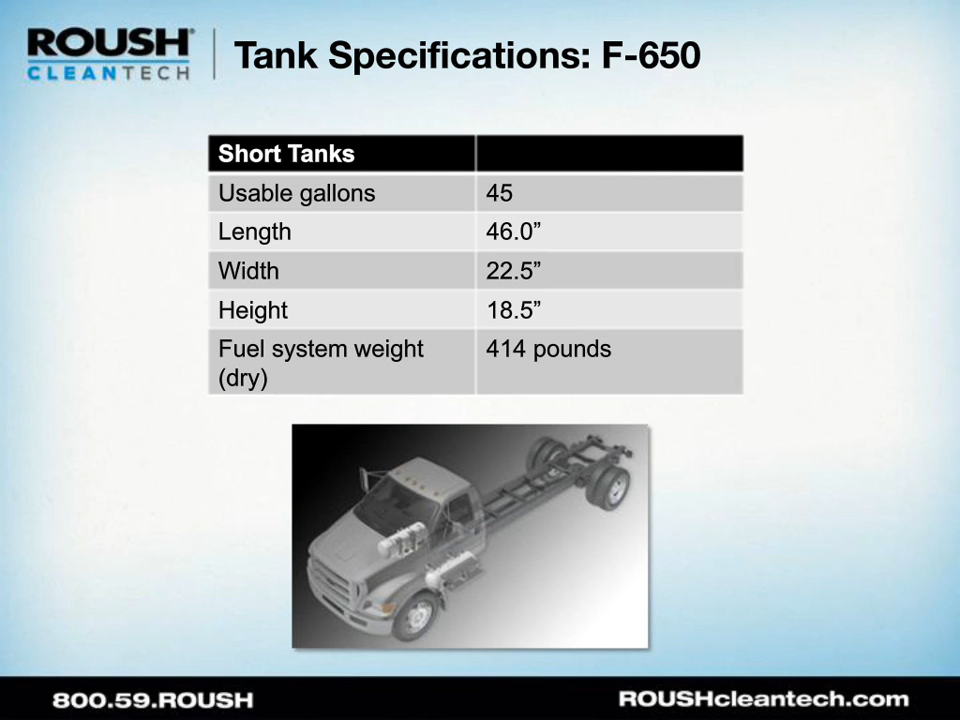 ROUSH®
CLEANTECH
Tank Specifications: F-650
Short Tanks
Usable gallons 45
Length 46.0”
Width 22.5”
Height 18.5”
Fuel system weight 414 pounds
(dry)
800.59.ROUSH
ROUSHcleantech.com